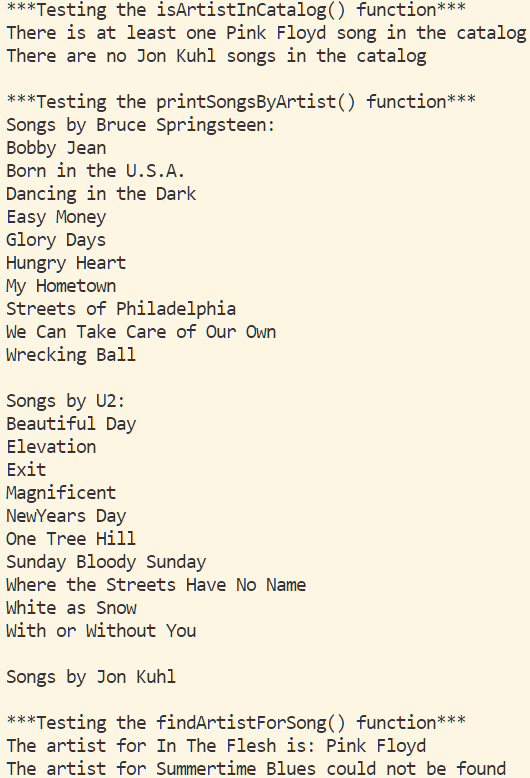 ***Testing the isArtistInCatalog() function***
There is at least one Pink Floyd song in the catalog
There are no Jon Kuhl songs in the catalog
***Testing the printSongsByArtist() function***
Songs by Bruce Springsteen:
Bobby Jean
Born in the U.S.A.
Dancing in the Dark
Easy Money
Glory Days
Hungry Heart
My Hometown
Streets of Philadelphia
We Can Take Care of Our Own
Wrecking Ball
Songs by U2:
Beautiful Day
Elevation
Exit
Magnificent
NewYears Day
One Tree Hill
Sunday Bloody Sunday
Where the Streets Have No Name
White as Snow
With or Without You
Songs by Jon Kuhl
***Testing the findArtistForSong() function***
The artist for In The Flesh is: Pink Floyd
The artist for Summertime Blues could not be found